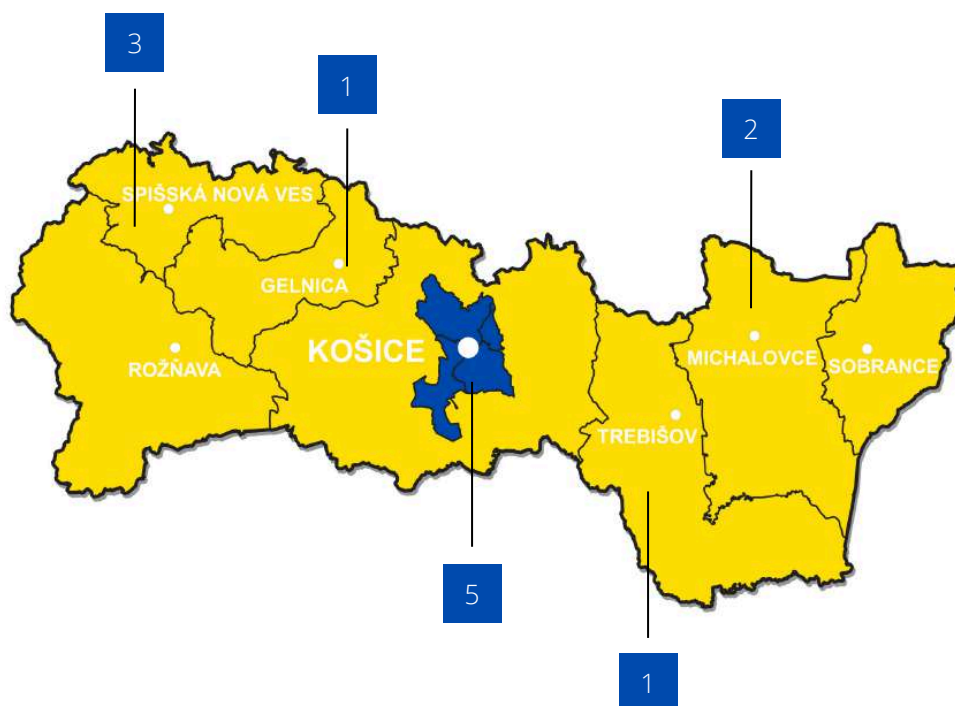 3
1
2
SPIŠSKÁ NOVÁ VES
GELNICA
KOŠICE
ROŽŇAVA
MICHALOVCE
SOBRANCE
TREBIŠOV
5
1